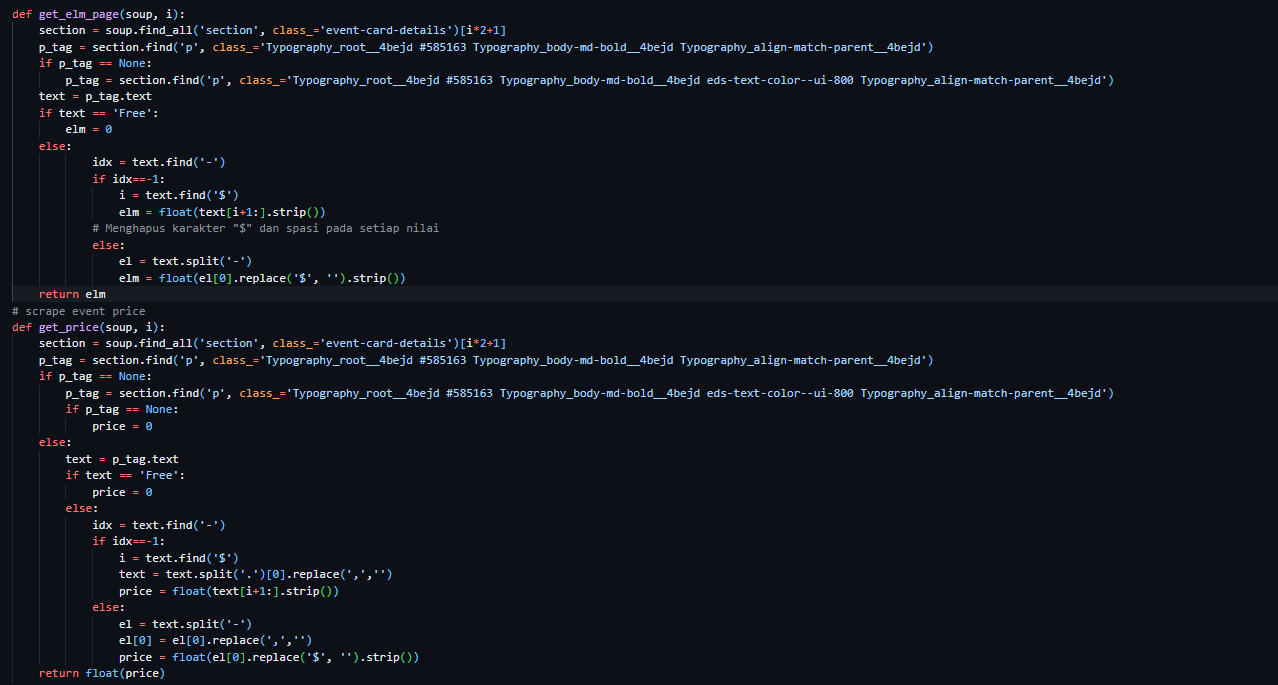 def get_elm_page(soup, i):
    section = soup.find_all('section', class_='event-card-details')[i*2+1]
    p_tag = section.find('p', class_='Typography_root__4bejd #585163 Typography_body-md-bold__4bejd Typography_align-match-parent__4bejd')
    if p_tag == None:
        p_tag = section.find('p', class_='Typography_root__4bejd #585163 Typography_body-md-bold__4bejd eds-text-color--ui-800 Typography_align-match-parent__4bejd')
    text = p_tag.text
    if text == 'Free':
        elm = 0
    else:
            idx = text.find('-')
            if idx==-1:
                i = text.find('$')
                elm = float(text[i+1:].strip())
            # Menghapus karakter "$" dan spasi pada setiap nilai
            else:
                el = text.split('-')
                elm = float(el[0].replace('$', '').strip())
    return elm
# scrape event price
def get_price(soup, i):
    section = soup.find_all('section', class_='event-card-details')[i*2+1]
    p_tag = section.find('p', class_='Typography_root__4bejd #585163 Typography_body-md-bold__4bejd Typography_align-match-parent__4bejd')
    if p_tag == None:
        p_tag = section.find('p', class_='Typography_root__4bejd #585163 Typography_body-md-bold__4bejd eds-text-color--ui-800 Typography_align-match-parent__4bejd')
        if p_tag == None:
            price = 0
    else:
        text = p_tag.text
        if text == 'Free':
            price = 0
        else:
            idx = text.find('-')
            if idx==-1:
                i = text.find('$')
                text = text.split('.')[0].replace(',','')
                price = float(text[i+1:].strip())
            else:
                el = text.split('-')
                el[0] = el[0].replace(',','')
                price = float(el[0].replace('$', '').strip())
    return float(price)